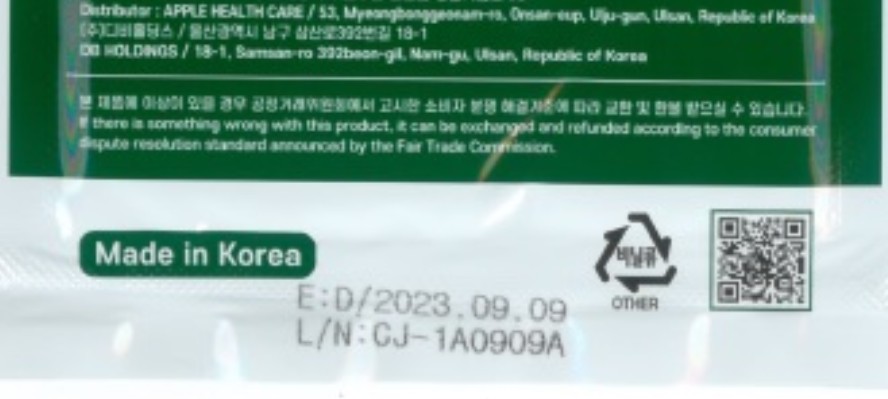 Distributor : APPLE HEALTH CARE / 53, Myeongbonggeonam-ro, Onsan-eup, Ulju-gun, Ulsan, Republic of Korea
(주)디비홀딩스 / 울산광역시 남구 삼산로392번길 18-1
DB HOLDINGS / 18-1, Samsan-ro 392beon-gil, Nam-gu, Ulsan, Republic of Korea
본 제품에 이상이 있을 경우 공정거래위원회에서 고시한 소비자 분쟁 해결기준에 따라 교환 및 환불 받으실 수 있습니다.
If there is something wrong with this product, it can be exchanged and refunded according to the consumer
dispute resolution standard announced by the Fair Trade Commission.
Made in Korea
비닐류
OTHER
E:D/2023.09.09
L/N:CJ-1A0909A